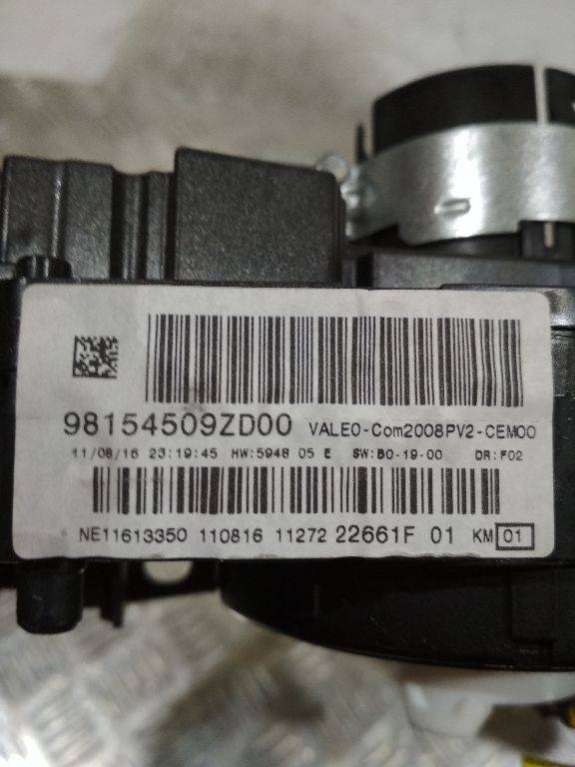 98154509ZD00 VALEO-Com2008PV2-CEM00
11/08/16 23:19:45 HW:5948 05 E SW:B0-19-00 DR:F02
NE11613350 110816 11272 22661F 01 KM 01